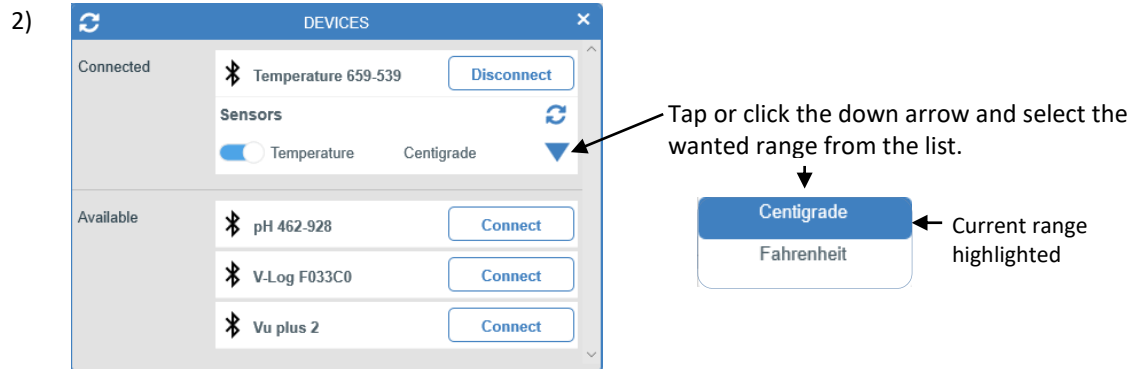 2)
DEVICES
Connected
Temperature 659-539
Disconnect
Sensors
Temperature Centigrade
Tap or click the down arrow and select the
wanted range from the list.
Centigrade
Fahrenheit
Current range
highlighted
Available
pH 462-928
Connect
V-Log F033C0
Connect
Vu plus 2
Connect